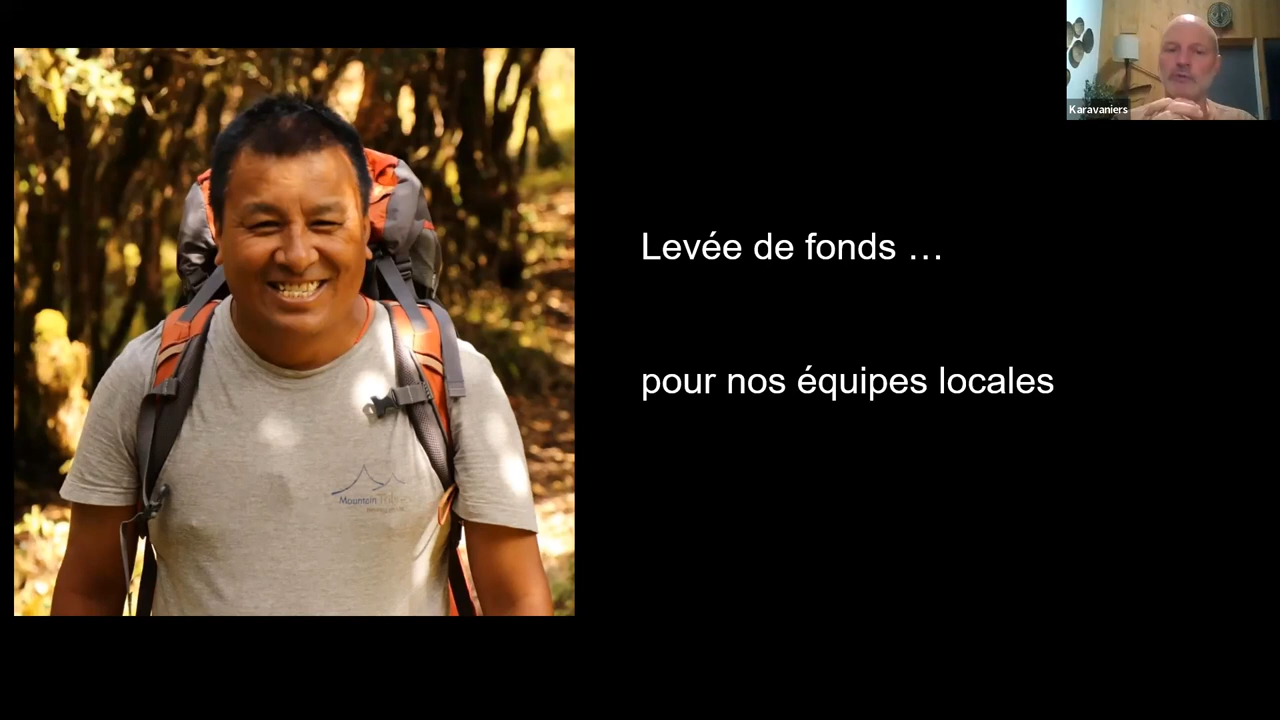 Karavaniers
Levée de fonds …
pour nos équipes locales
Mountain